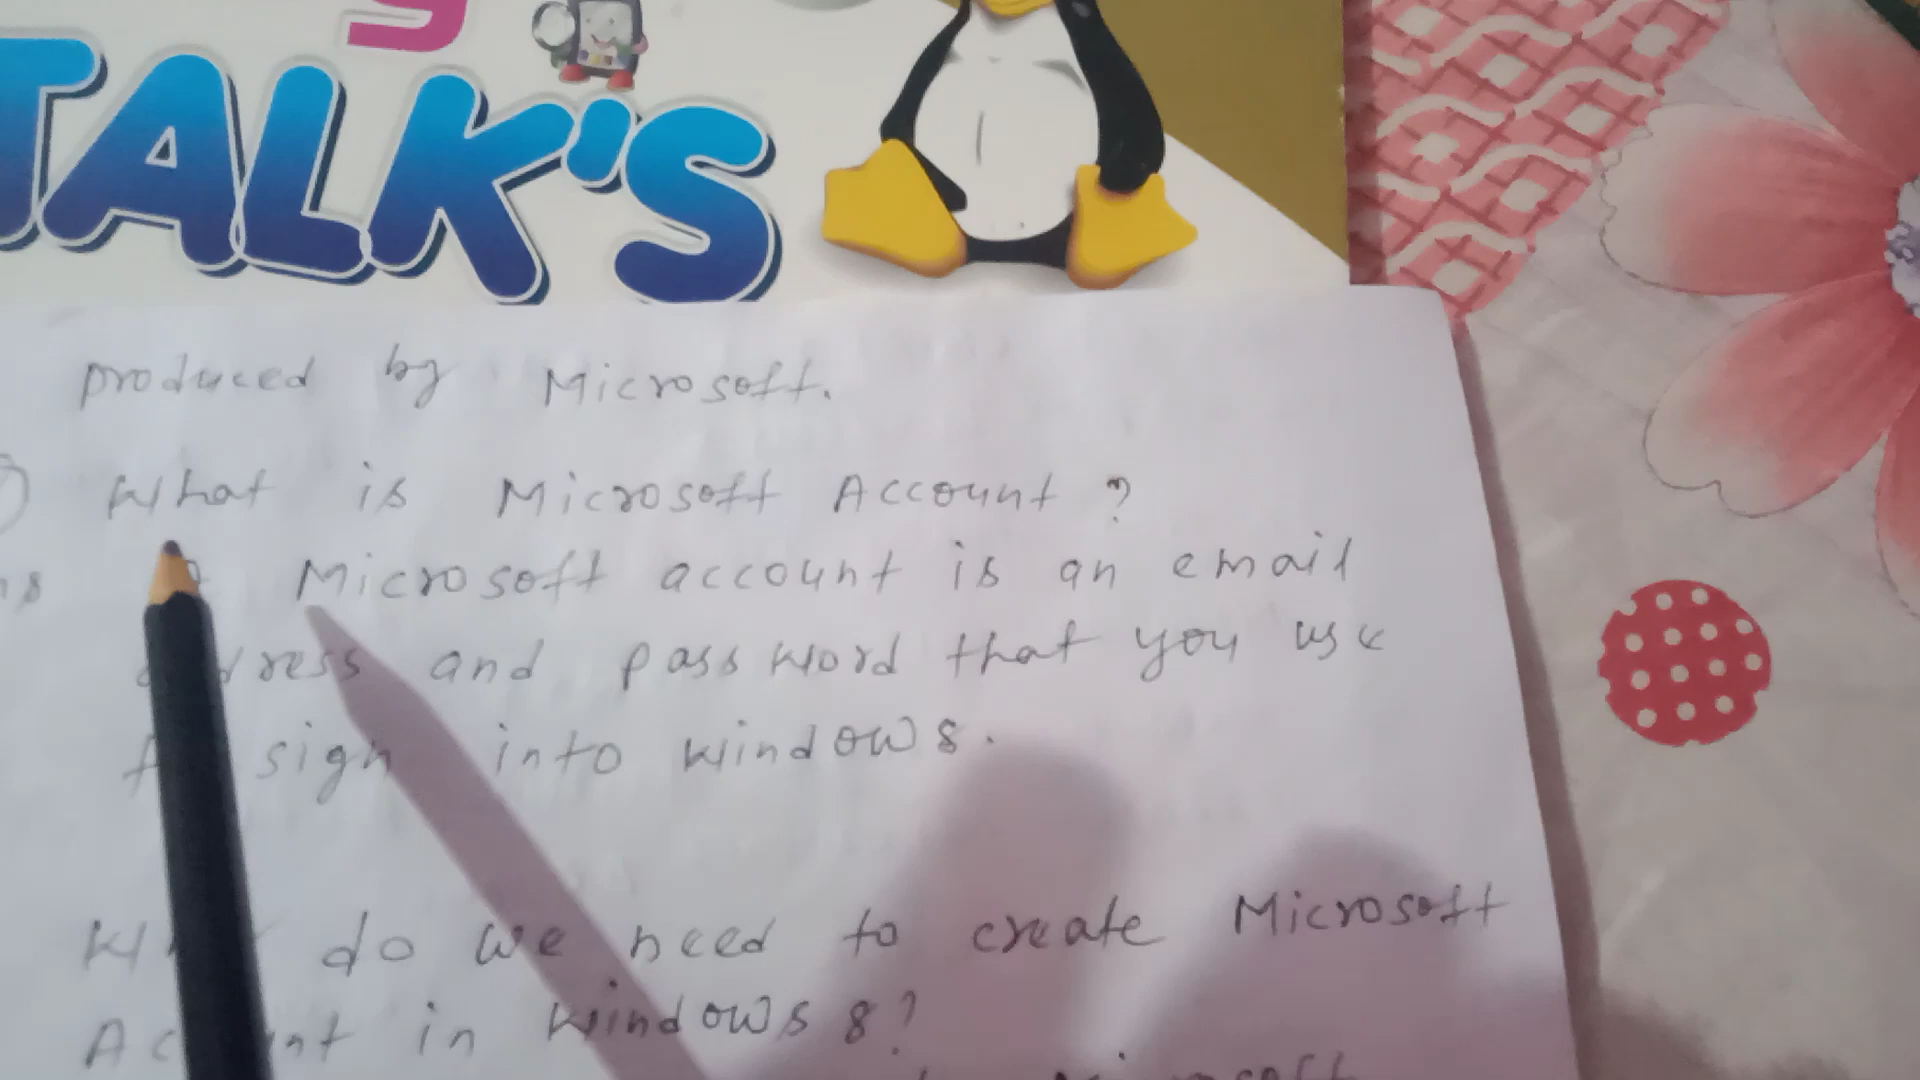 TALK'S
produced by Microsoft.
What is Microsoft Account ?
Microsoft account is an email
and password that you use
sign into Windows.
do we need to create Microsoft
in Windows 8?